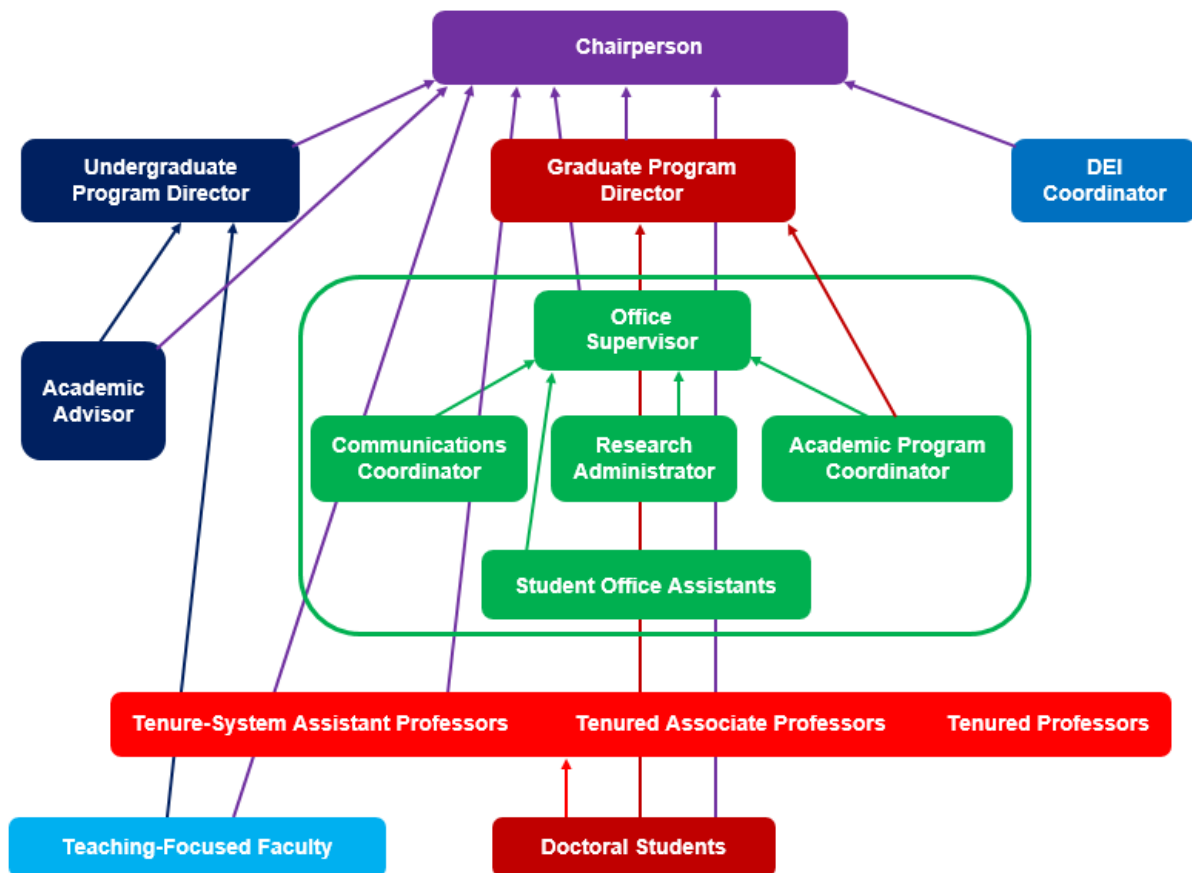 Chairperson
Undergraduate
Program Director
Graduate Program
Director
DEI
Coordinator
Office
Supervisor
Academic
Advisor
Communications
Coordinator
Research
Administrator
Academic Program
Coordinator
Student Office Assistants
Tenure-System Assistant Professors
Tenured Associate Professors
Tenured Professors
Teaching-Focused Faculty
Doctoral Students